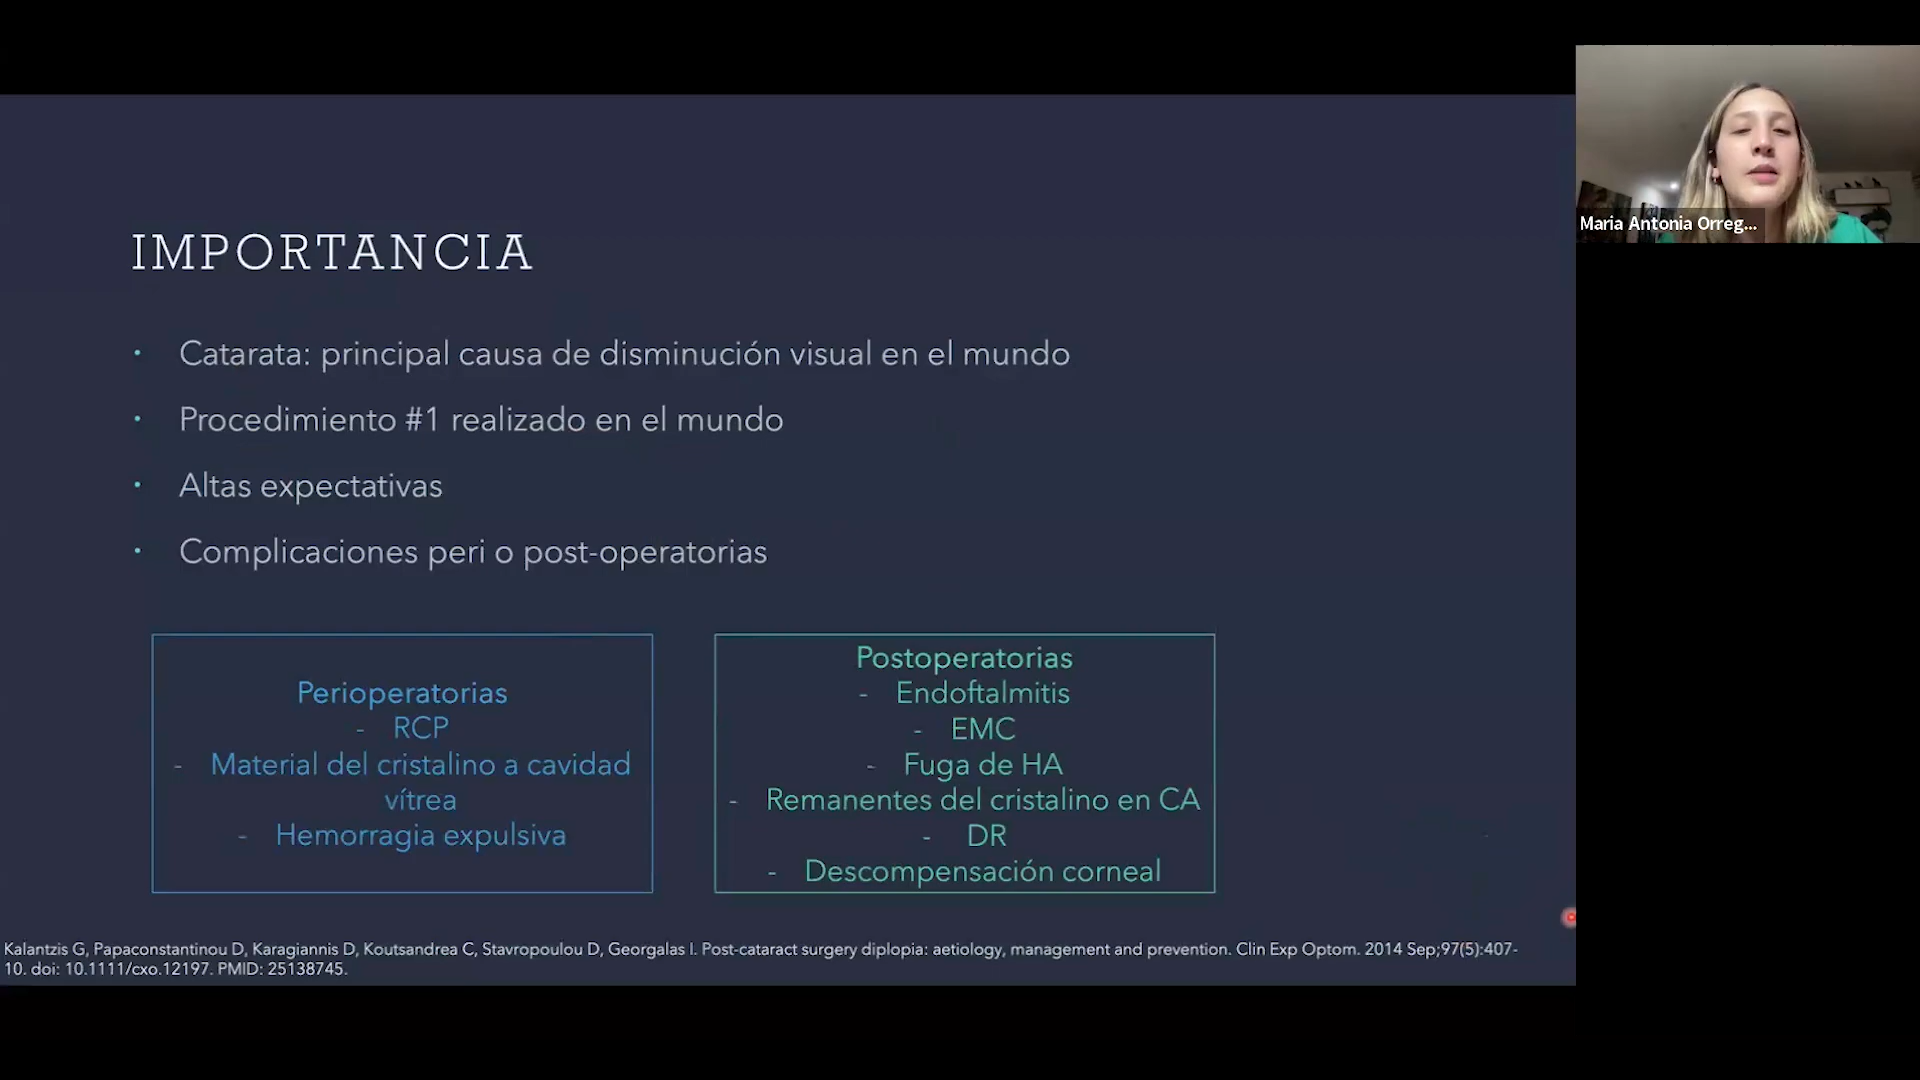 IMPORTANCIA
• Catarata: principal causa de disminución visual en el mundo
• Procedimiento #1 realizado en el mundo
• Altas expectativas
• Complicaciones peri o post-operatorias
Perioperatorias
- RCP
- Material del cristalino a cavidad
vítrea
- Hemorragia expulsiva
Postoperatorias
- Endoftalmitis
- EMC
- Fuga de HA
- Remanentes del cristalino en CA
- DR
- Descompensación corneal
Kalantzis G, Papaconstantinou D, Karagiannis D, Koutsandrea C, Stavropoulou D, Georgalas I. Post-cataract surgery diplopia: aetiology, management and prevention. Clin Exp Optom. 2014 Sep;97(5):407-
10. doi: 10.1111/cxo.12197. PMID: 25138745.
Maria Antonia Orreg...